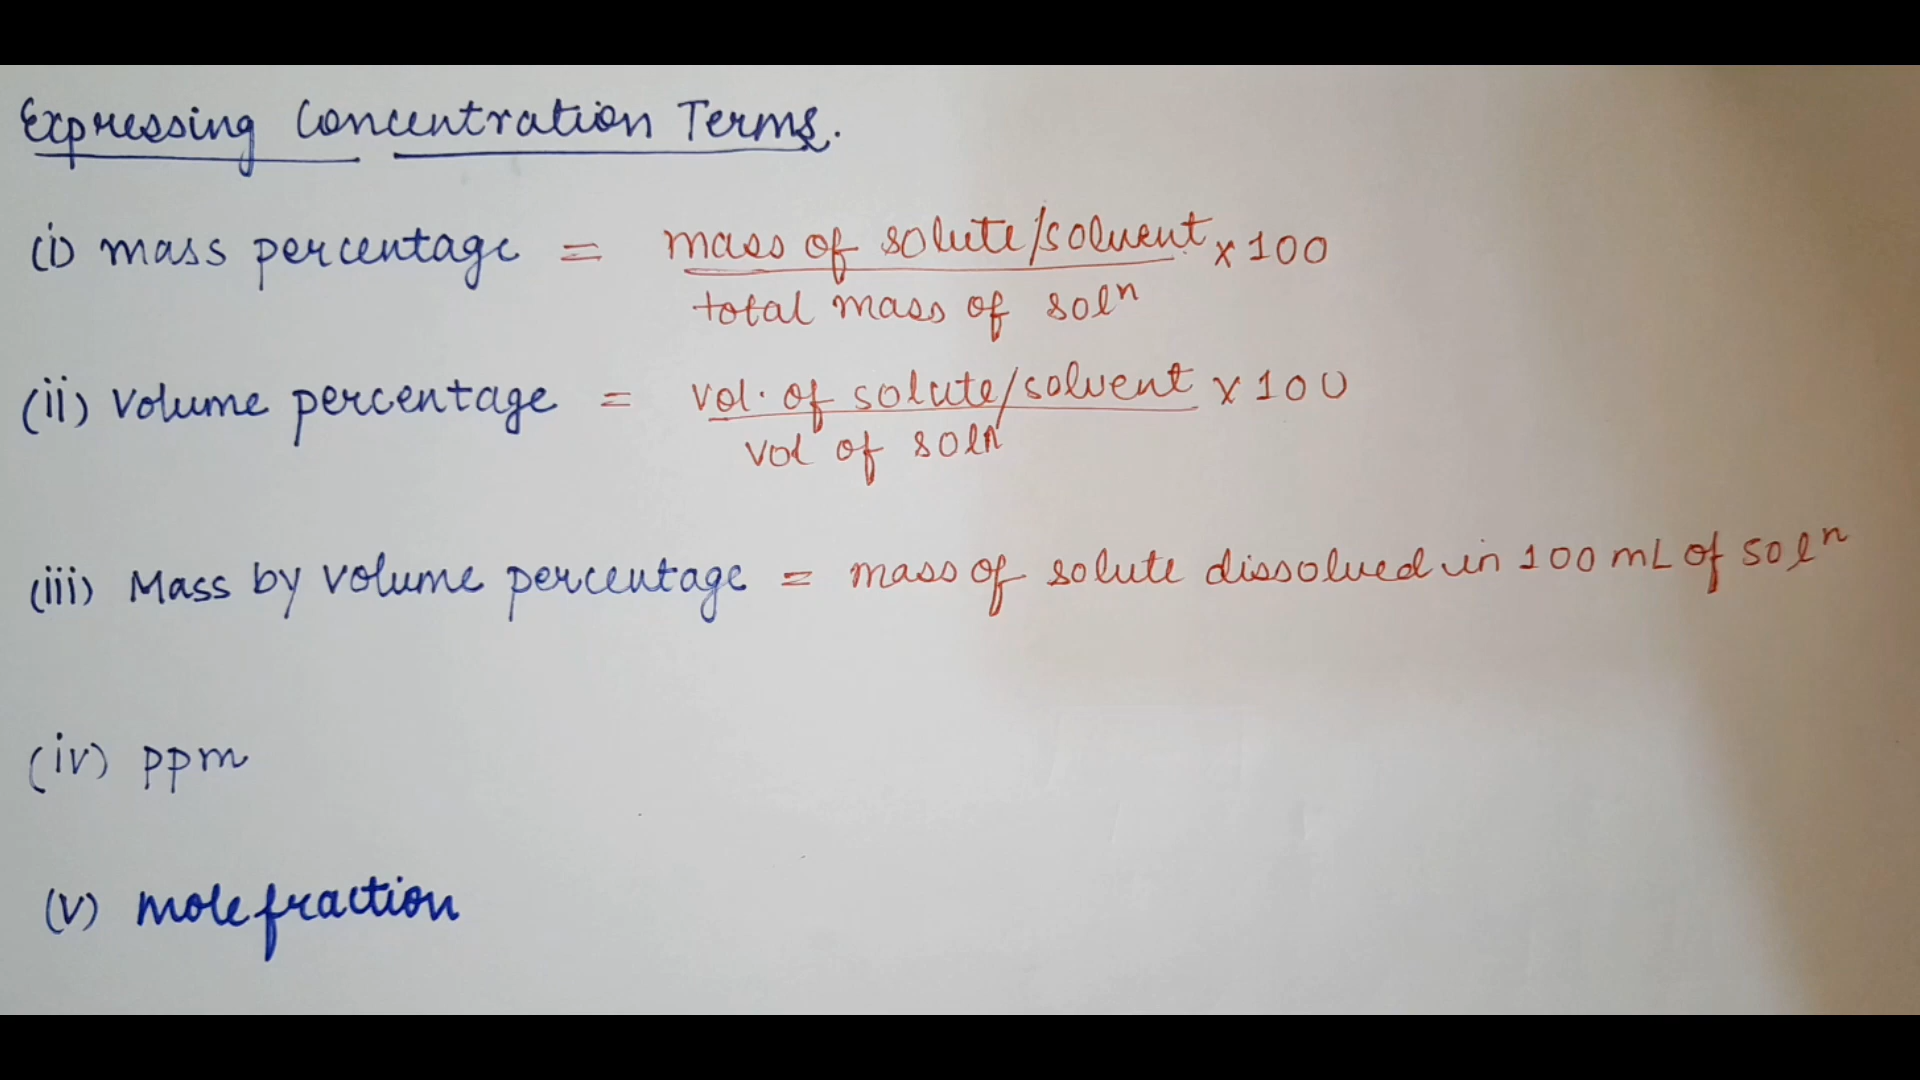 Expressing Concentration Terms.
(i) mass percentage = mass of solute/solvent x 100
total mass of solⁿ
(ii) Volume percentage = vol. of solute/solvent x 100
vol of solⁿ
(iii) Mass by volume percentage = mass of solute dissolved in 100 mL of solⁿ
(iv) ppm
(v) mole fraction